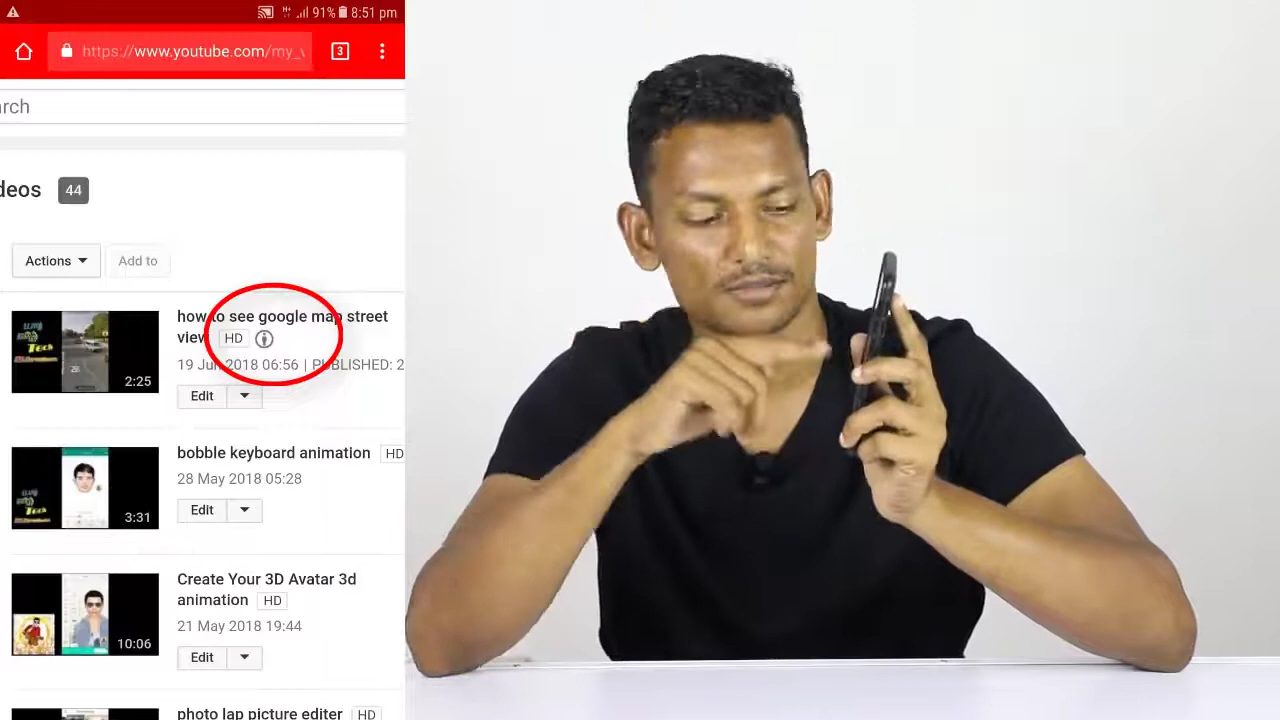 91% 8:51 pm
https://www.youtube.com/my_v
3
rch
deos 44
Actions Add to
how to see google map street
view HD
19 Jun 2018 06:56 | PUBLISHED: 2
Edit
2:25
bobble keyboard animation HD
28 May 2018 05:28
Edit
3:31
Create Your 3D Avatar 3d
animation HD
21 May 2018 19:44
Edit
10:06
photo lap picture editer HD